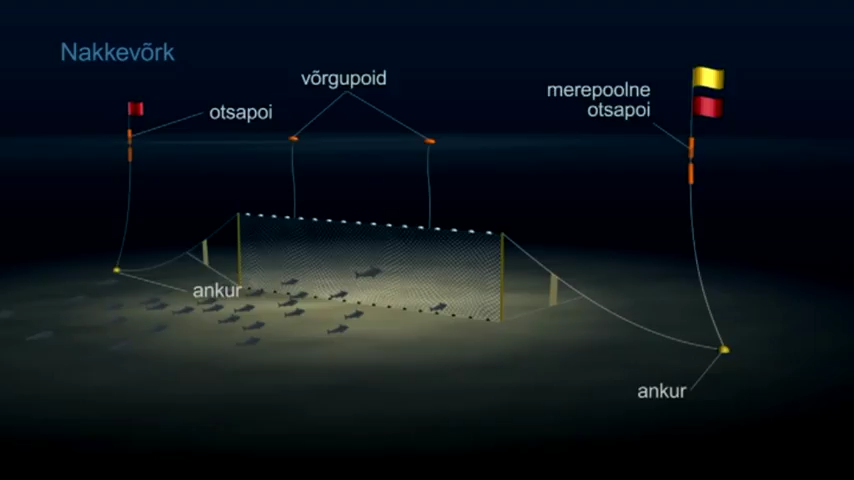 Nakkevõrk
võrgupoid
merepoolne
otsapoi
otsapoi
ankur
ankur